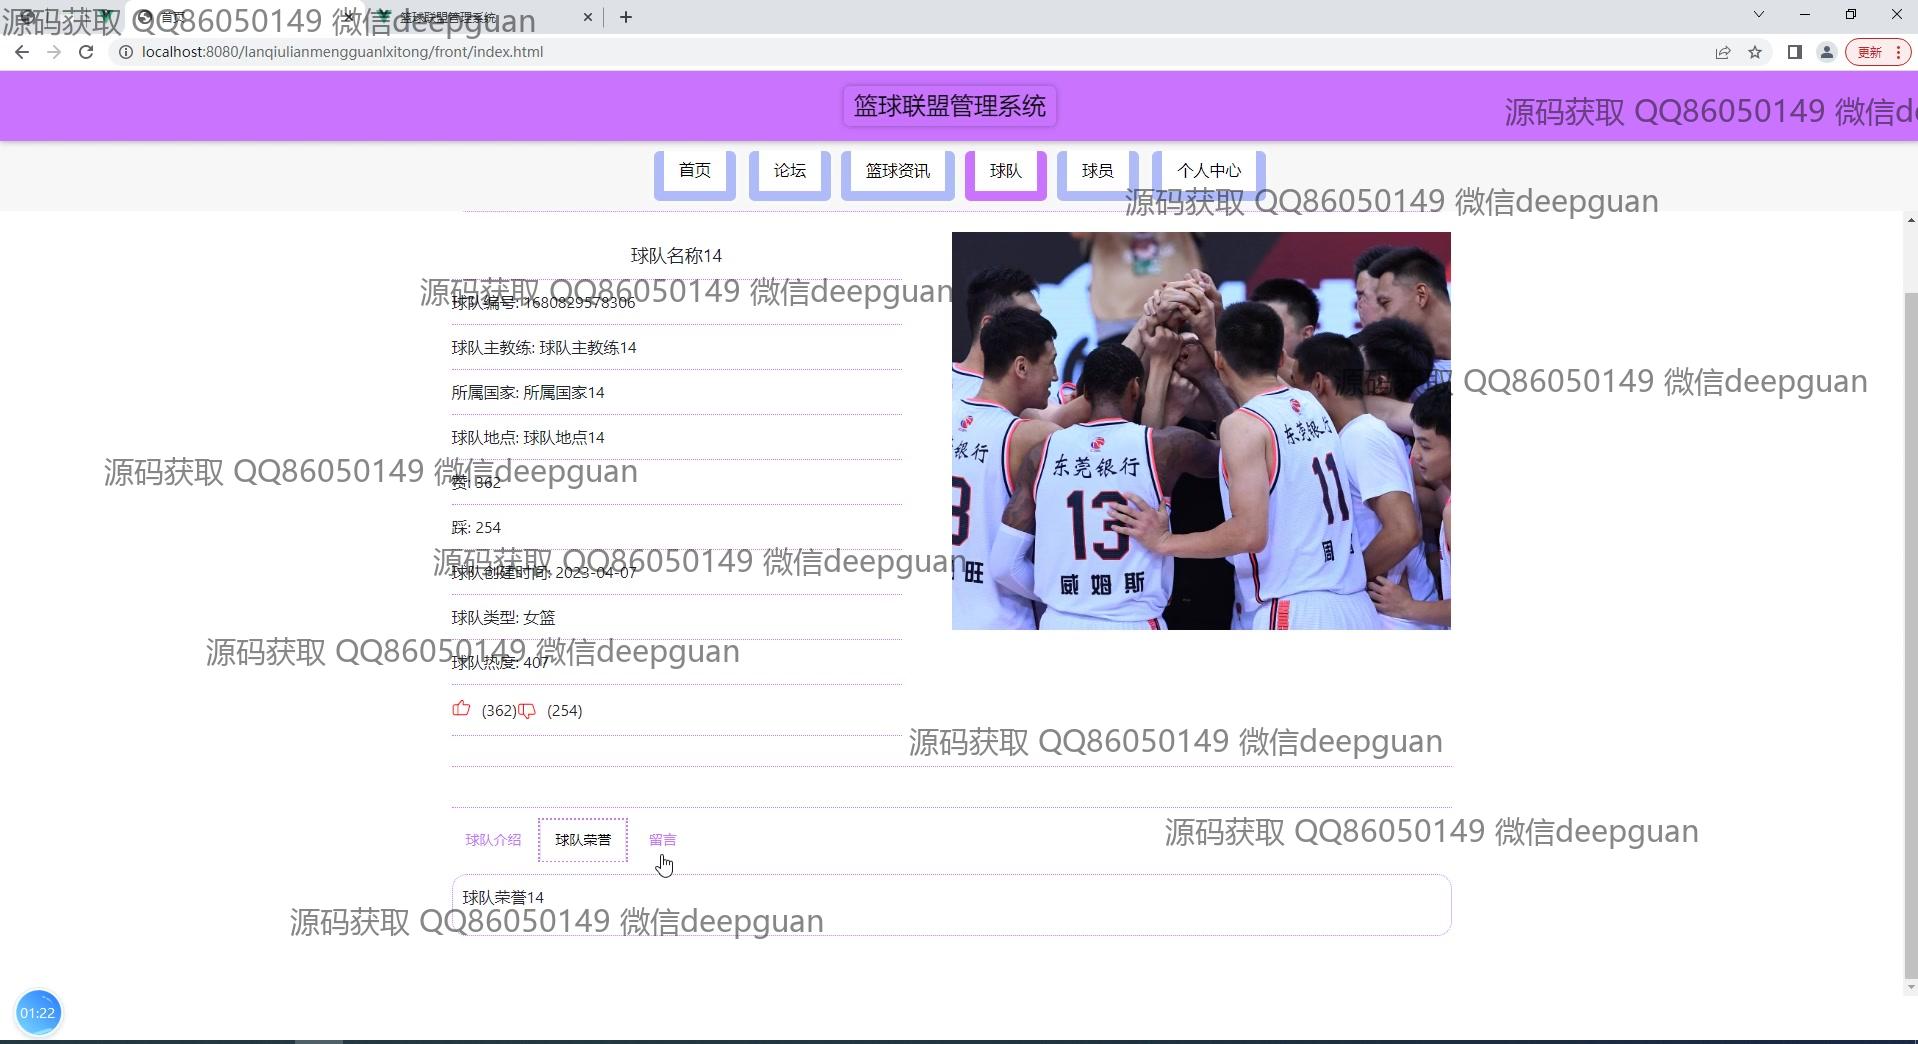 首页
篮球联盟管理系统
源码获取 QQ86050149 微信deepguan
localhost:8080/lanqiulianmengguanlxitong/front/index.html
更新
篮球联盟管理系统
源码获取 QQ86050149 微信de
首页 论坛 篮球资讯 球队 球员 个人中心
源码获取 QQ86050149 微信deepguan
球队名称14
源码获取 QQ86050149 微信deepguan
球队编号: 1680829578306
球队主教练: 球队主教练14
源码获取 QQ86050149 微信deepguan
所属国家: 所属国家14
球队地点: 球队地点14
东莞银行
银行
东莞银行
11
13
周
旺
威姆斯
源码获取 QQ86050149 微信deepguan
赞: 362
踩: 254
源码获取 QQ86050149 微信deepguan
球队创建时间: 2023-04-07
球队类型: 女篮
源码获取 QQ86050149 微信deepguan
球队热度: 407
(362) (254)
源码获取 QQ86050149 微信deepguan
球队介绍 球队荣誉 留言
源码获取 QQ86050149 微信deepguan
球队荣誉14
源码获取 QQ86050149 微信deepguan
01:22